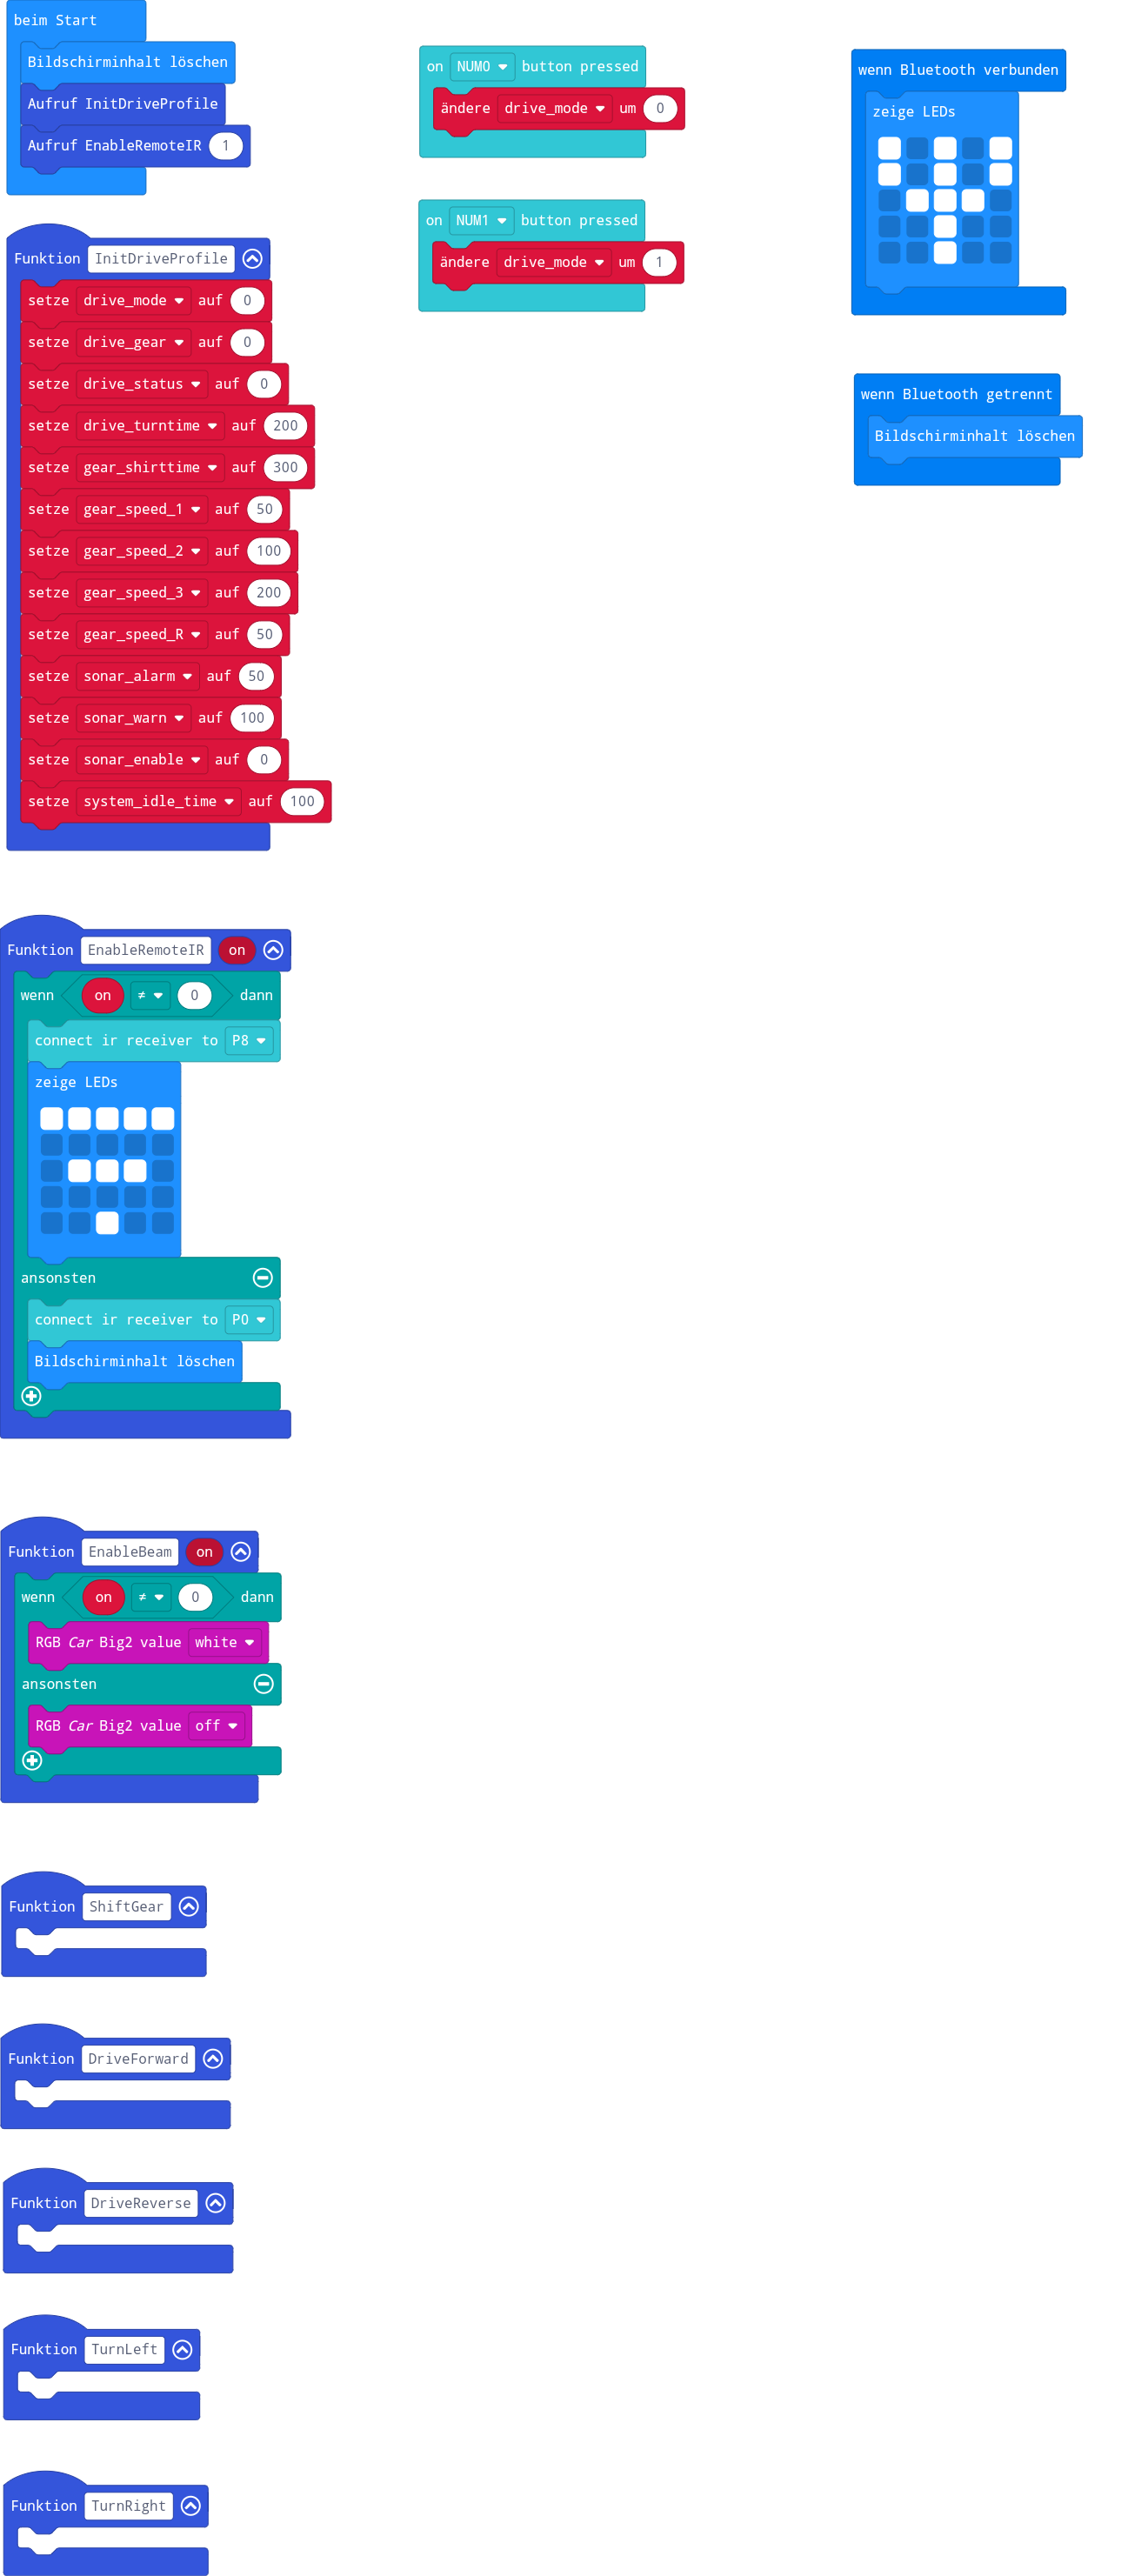 beim Start
Bildschirminhalt löschen
Aufruf InitDriveProfile
Aufruf EnableRemoteIR 1
Funktion InitDriveProfile
setze drive_mode auf 0
setze drive_gear auf 0
setze drive_status auf 0
setze drive_turntime auf 200
setze gear_shirttime auf 300
setze gear_speed_1 auf 50
setze gear_speed_2 auf 100
setze gear_speed_3 auf 200
setze gear_speed_R auf 50
setze sonar_alarm auf 50
setze sonar_warn auf 100
setze sonar_enable auf 0
setze system_idle_time auf 100
Funktion EnableRemoteIR on
wenn on ≠ 0 dann
connect ir receiver to P8
zeige LEDs
ansonsten
connect ir receiver to P0
Bildschirminhalt löschen
Funktion EnableBeam on
wenn on ≠ 0 dann
RGB Car Big2 value white
ansonsten
RGB Car Big2 value off
Funktion ShiftGear
Funktion DriveForward
Funktion DriveReverse
Funktion TurnLeft
Funktion TurnRight
on NUM0 button pressed
ändere drive_mode um 0
on NUM1 button pressed
ändere drive_mode um 1
wenn Bluetooth verbunden
zeige LEDs
wenn Bluetooth getrennt
Bildschirminhalt löschen